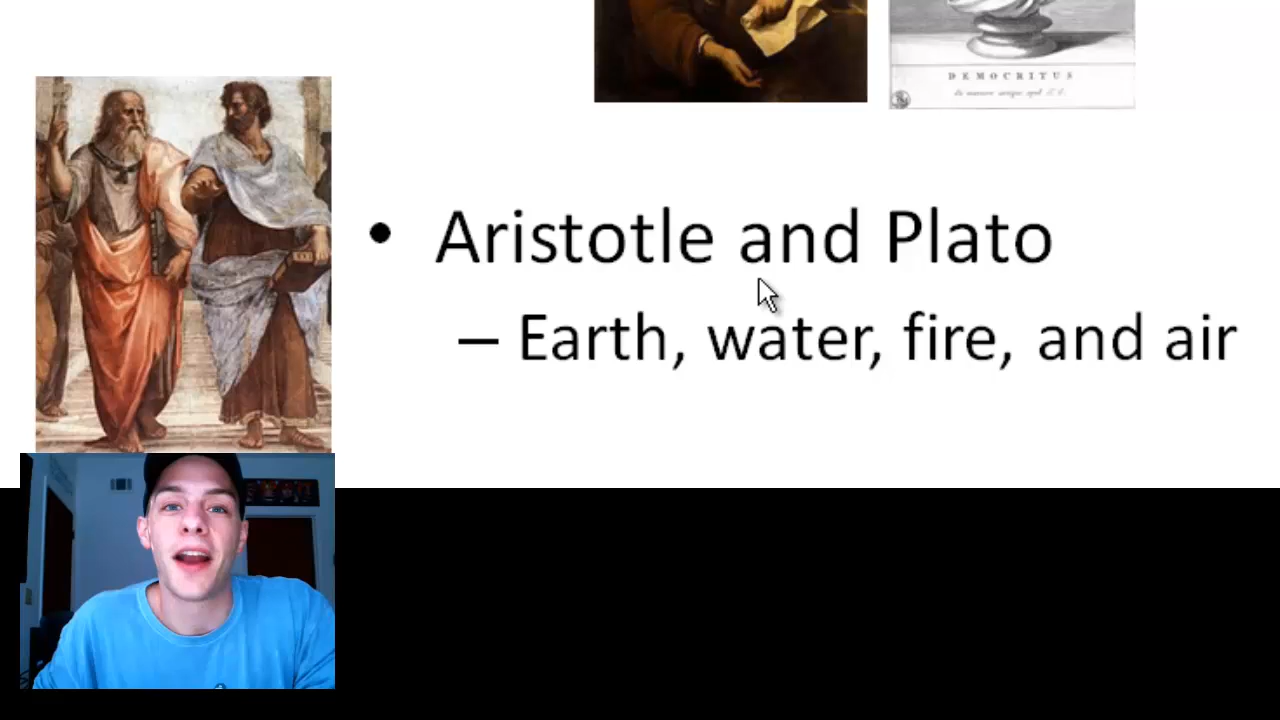 DEMOCRITUS
• Aristotle and Plato
– Earth, water, fire, and air